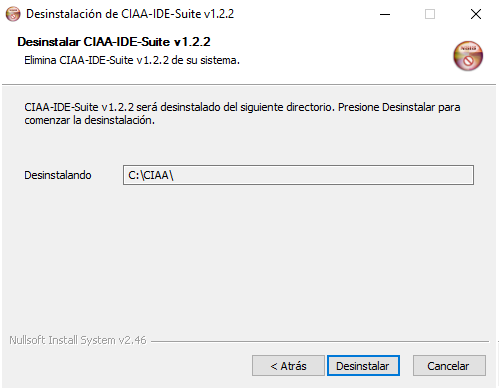 Desinstalación de CIAA-IDE-Suite v1.2.2
Desinstalar CIAA-IDE-Suite v1.2.2
Elimina CIAA-IDE-Suite v1.2.2 de su sistema.
CIAA-IDE-Suite v1.2.2 será desinstalado del siguiente directorio. Presione Desinstalar para
comenzar la desinstalación.
Desinstalando C:\CIAA\
Nullsoft Install System v2.46
< Atrás Desinstalar Cancelar